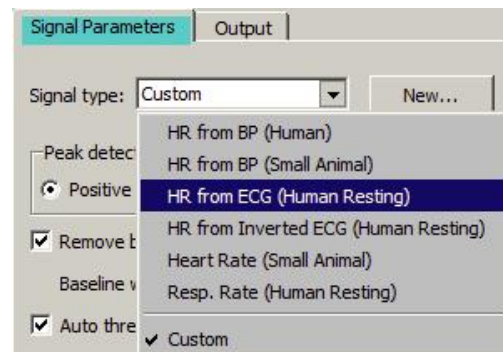 Signal Parameters Output
Signal type: Custom New...
HR from BP (Human)
Peak detec
HR from BP (Small Animal)
Positive
HR from ECG (Human Resting)
HR from Inverted ECG (Human Resting)
Remove b
Heart Rate (Small Animal)
Baseline w
Resp. Rate (Human Resting)
Auto thre
Custom